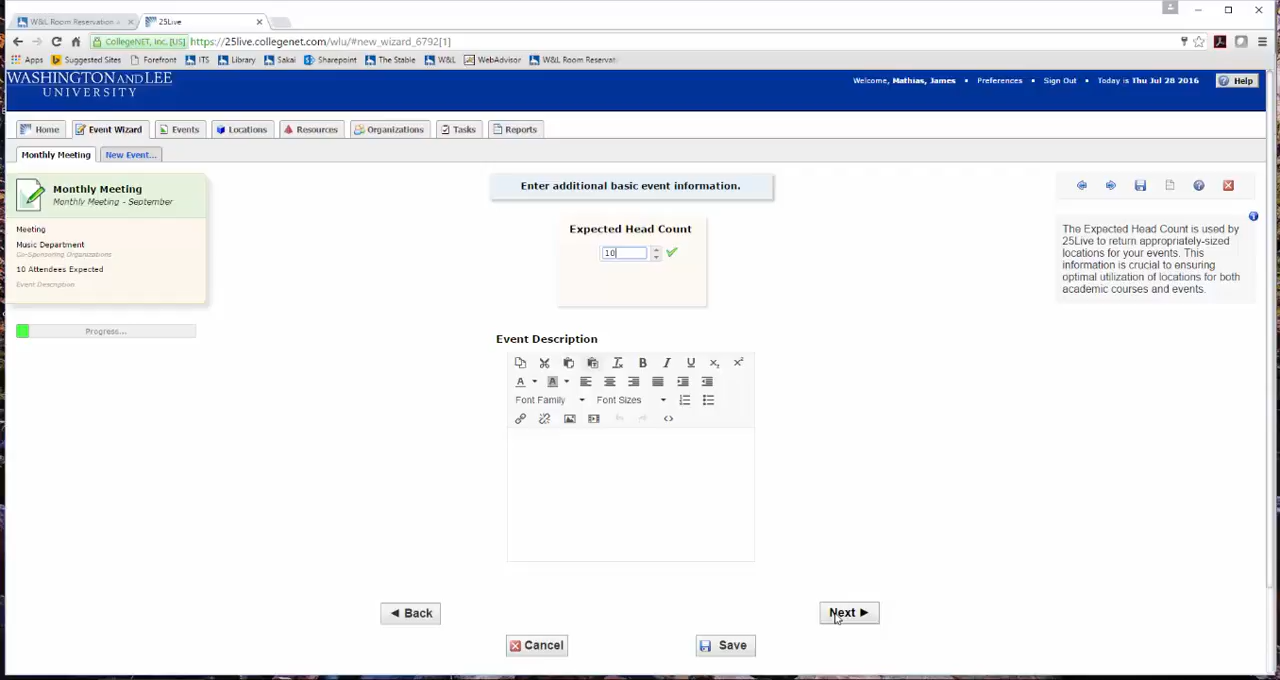 W&L Room Reservation
25Live
CollegeNET, Inc. [US]
https://25live.collegenet.com/wlu/#new_wizard_6792[1]
Apps
Suggested Sites
Forefront
ITS
Library
Sakai
Sharepoint
The Stable
W&L
WebAdvisor
W&L Room Reservat
WASHINGTON AND LEE
UNIVERSITY
Welcome, Mathias, James
Preferences
Sign Out
Today is Thu Jul 28 2016
Help
Home
Event Wizard
Events
Locations
Resources
Organizations
Tasks
Reports
Monthly Meeting
New Event...
Monthly Meeting
Monthly Meeting - September
Meeting
Music Department
Co-Sponsoring Organizations
10 Attendees Expected
Event Description
Progress...
Enter additional basic event information.
Expected Head Count
10
Event Description
Font Family
Font Sizes
Back
Next
Cancel
Save
The Expected Head Count is used by
25Live to return appropriately-sized
locations for your events. This
information is crucial to ensuring
optimal utilization of locations for both
academic courses and events.